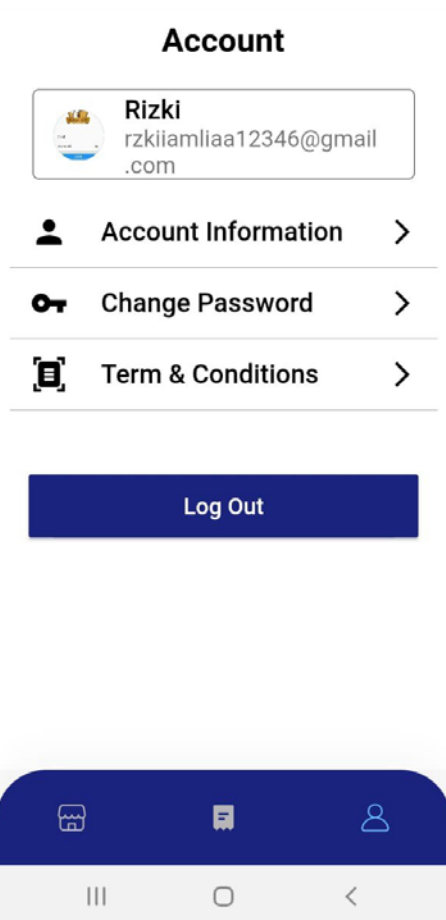 Account
Rizki
rzkiiamliaa12346@gmail
.com
Account Information
Change Password
Term & Conditions
Log Out